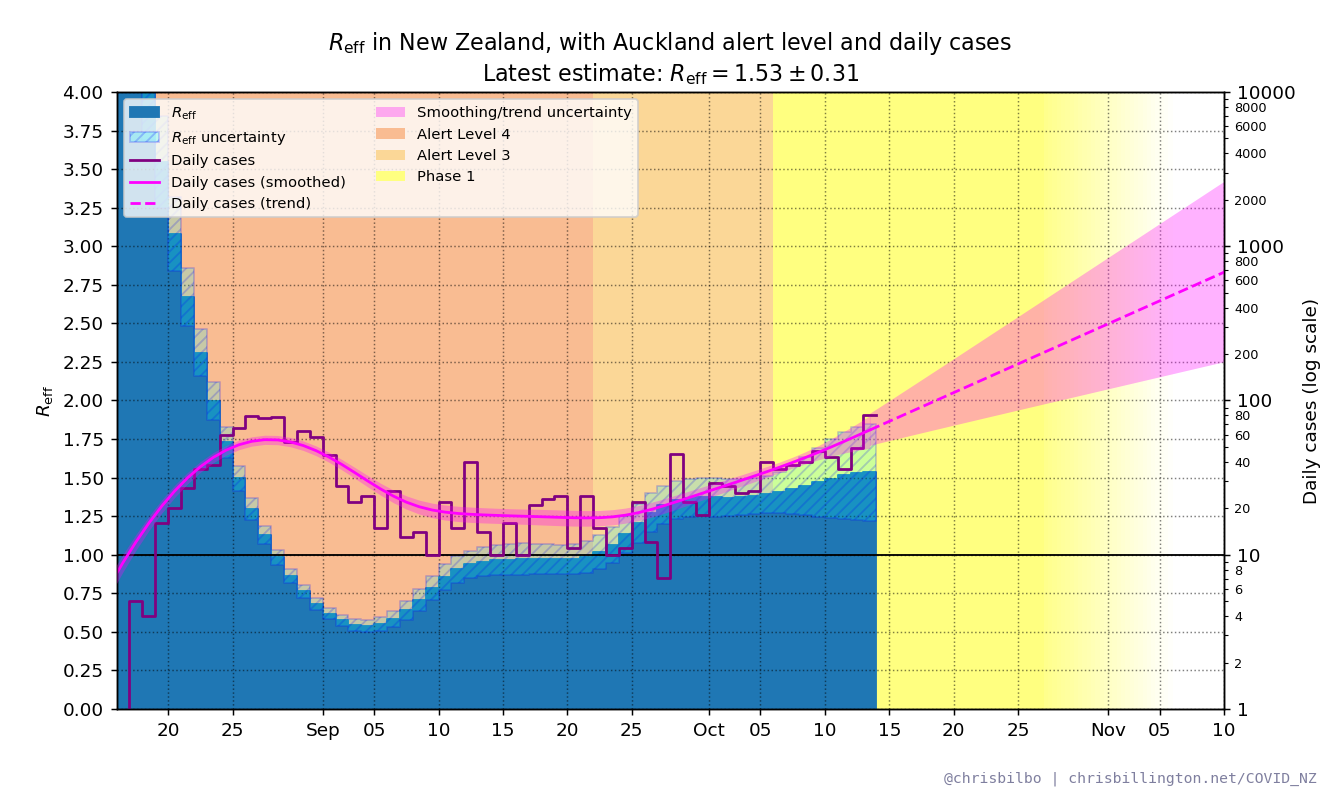 Reff in New Zealand, with Auckland alert level and daily cases
Latest estimate: Reff = 1.53 ± 0.31
Reff
Reff uncertainty
Daily cases
Daily cases (smoothed)
Daily cases (trend)
Smoothing/trend uncertainty
Alert Level 4
Alert Level 3
Phase 1
Reff
4.00
3.75
3.50
3.25
3.00
2.75
2.50
2.25
2.00
1.75
1.50
1.25
1.00
0.75
0.50
0.25
0.00
20 25 Sep 05 10 15 20 25 Oct 05 10 15 20 25 Nov 05 10
10000
8000
6000
4000
2000
1000
800
600
400
200
100
80
60
40
20
10
8
6
4
2
1
Daily cases (log scale)
@chrisbilbo | chrisbillington.net/COVID_NZ